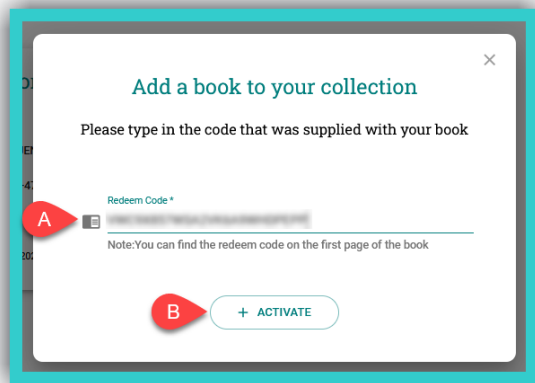 Add a book to your collection
Please type in the code that was supplied with your book
Redeem Code *
A
Note:You can find the redeem code on the first page of the book
B
+ ACTIVATE